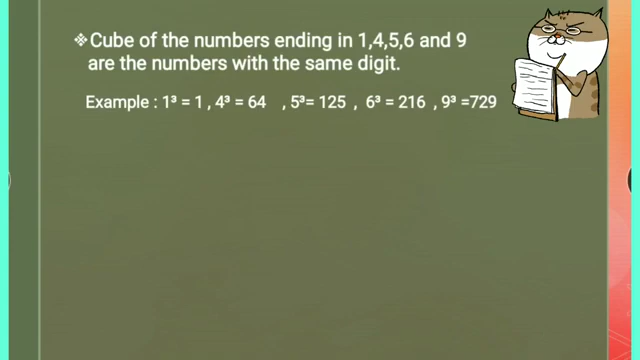 ❖Cube of the numbers ending in 1,4,5,6 and 9
are the numbers with the same digit.
Example : 1³ = 1 , 4³ = 64 , 5³= 125 , 6³ = 216 , 9³ =729